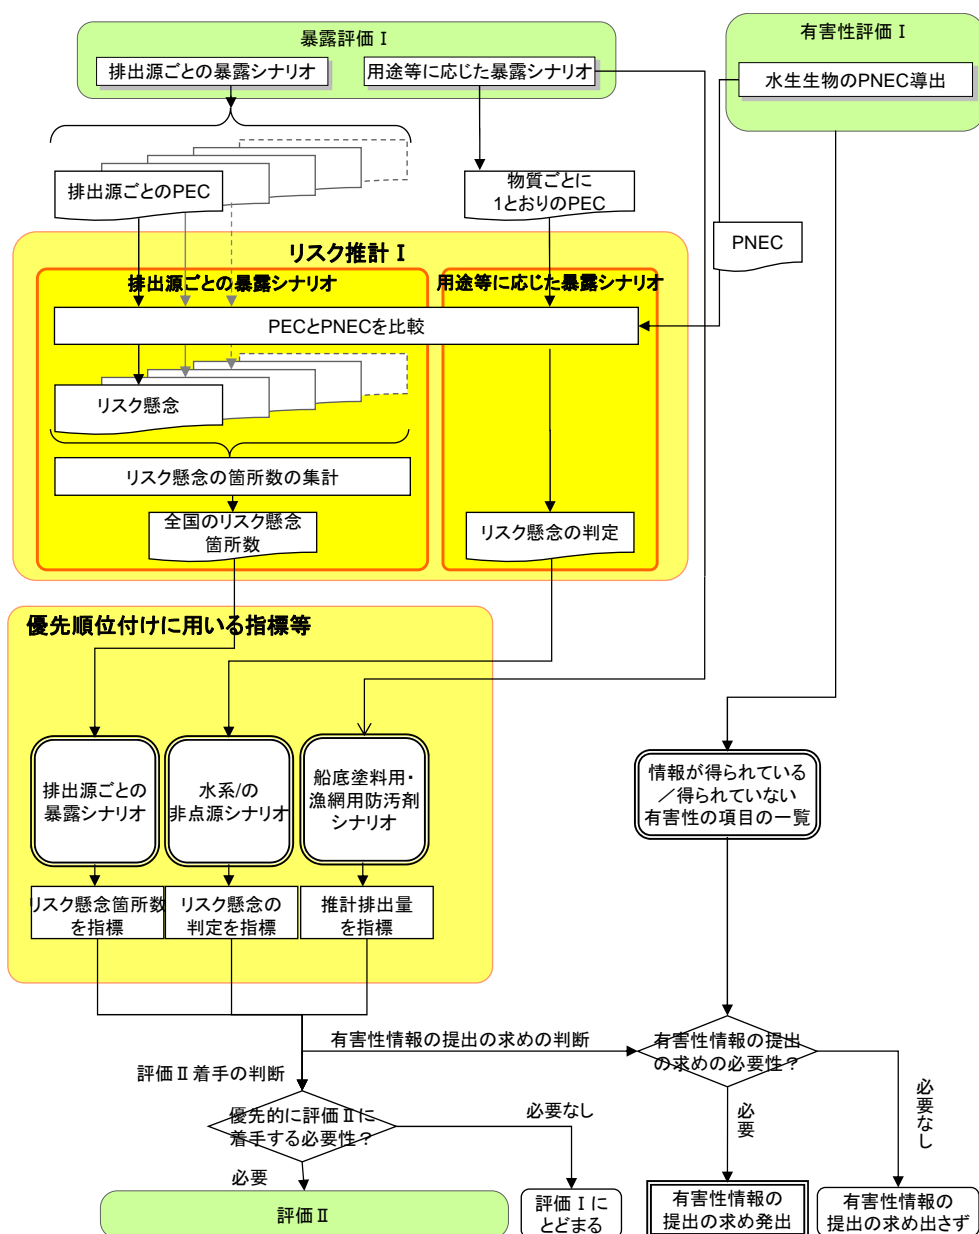 暴露評価Ⅰ
排出源ごとの暴露シナリオ
用途等に応じた暴露シナリオ
有害性評価Ⅰ
水生生物のPNEC導出
排出源ごとのPEC
物質ごとに
1とおりのPEC
PNEC
リスク推計Ⅰ
排出源ごとの暴露シナリオ
用途等に応じた暴露シナリオ
PECとPNECを比較
リスク懸念
リスク懸念の箇所数の集計
全国のリスク懸念
箇所数
リスク懸念の判定
優先順位付けに用いる指標等
排出源ごとの
暴露シナリオ
水系/の
非点源シナリオ
船底塗料用・
漁網用防汚剤
シナリオ
情報が得られている
／得られていない
有害性の項目の一覧
リスク懸念箇所数
を指標
リスク懸念の
判定を指標
推計排出量
を指標
有害性情報の提出の求めの判断
有害性情報の提出
の求めの必要性？
評価Ⅱ着手の判断
優先的に評価Ⅱに
着手する必要性？
必要なし
必要
必要なし
必要
評価Ⅱ
評価Ⅰに
とどまる
有害性情報の
提出の求め発出
有害性情報の
提出の求め出さず